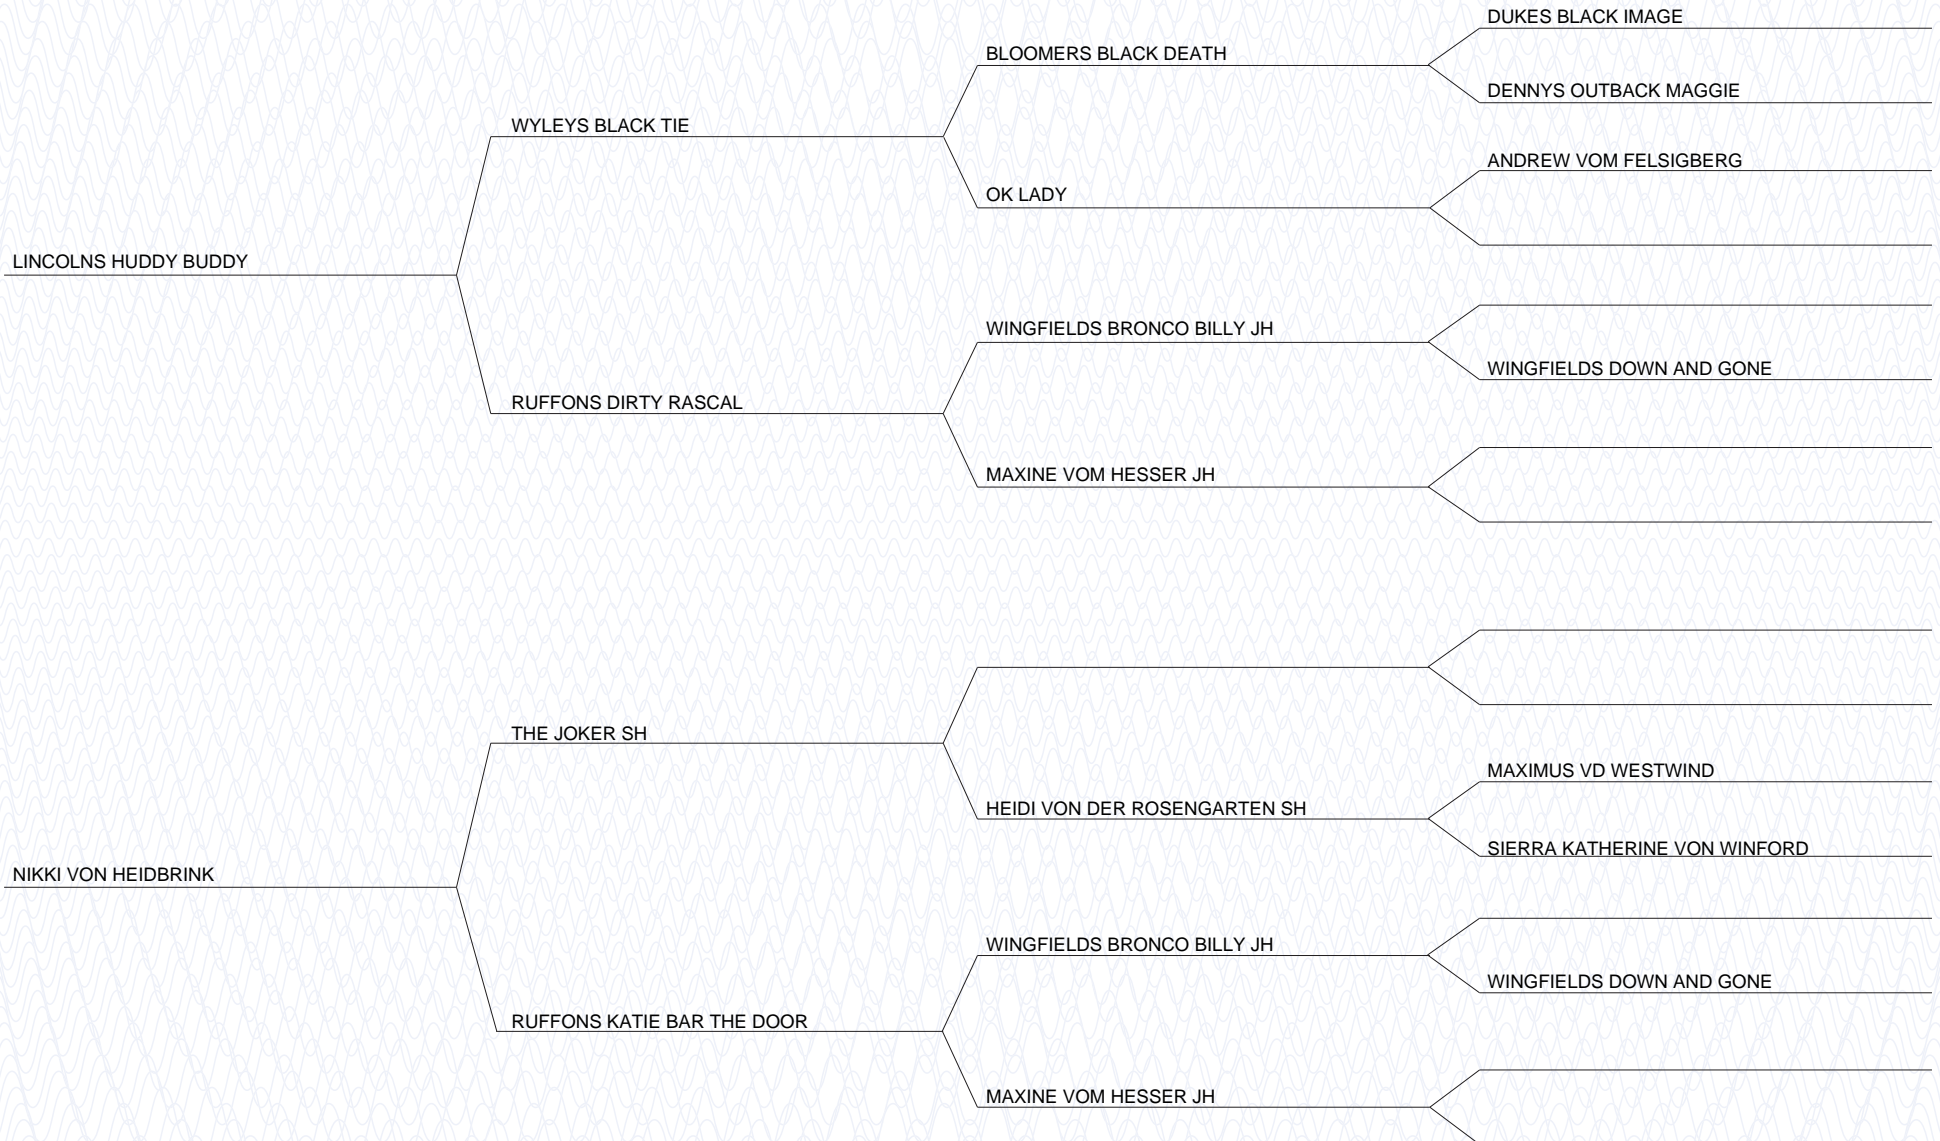 DUKES BLACK IMAGE
BLOOMERS BLACK DEATH
DENNYS OUTBACK MAGGIE
WYLEYS BLACK TIE
ANDREW VOM FELSIGBERG
OK LADY
LINCOLNS HUDDY BUDDY
WINGFIELDS BRONCO BILLY JH
WINGFIELDS DOWN AND GONE
RUFFONS DIRTY RASCAL
MAXINE VOM HESSER JH
THE JOKER SH
MAXIMUS VD WESTWIND
HEIDI VON DER ROSENGARTEN SH
SIERRA KATHERINE VON WINFORD
NIKKI VON HEIDBRINK
WINGFIELDS BRONCO BILLY JH
WINGFIELDS DOWN AND GONE
RUFFONS KATIE BAR THE DOOR
MAXINE VOM HESSER JH